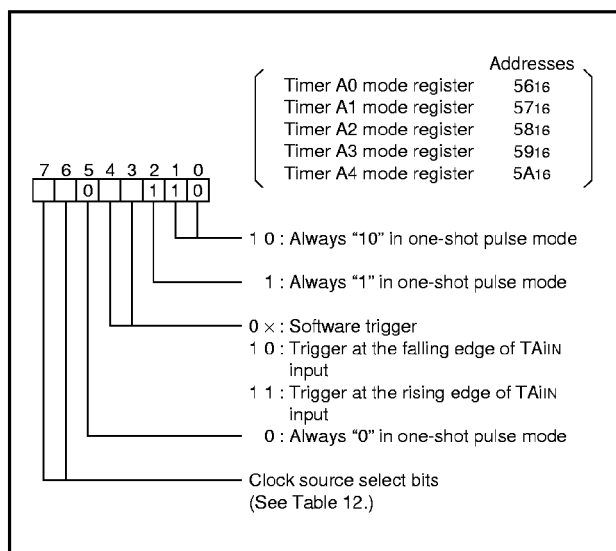 Addresses
Timer A0 mode register 5616
Timer A1 mode register 5716
Timer A2 mode register 5816
Timer A3 mode register 5916
Timer A4 mode register 5A16
7 6 5 4 3 2 1 0
0 1 1 0
1 0 : Always “10” in one-shot pulse mode
1 : Always “1” in one-shot pulse mode
0 × : Software trigger
1 0 : Trigger at the falling edge of TAiIN
input
1 1 : Trigger at the rising edge of TAiIN
input
0 : Always “0” in one-shot pulse mode
Clock source select bits
(See Table 12.)